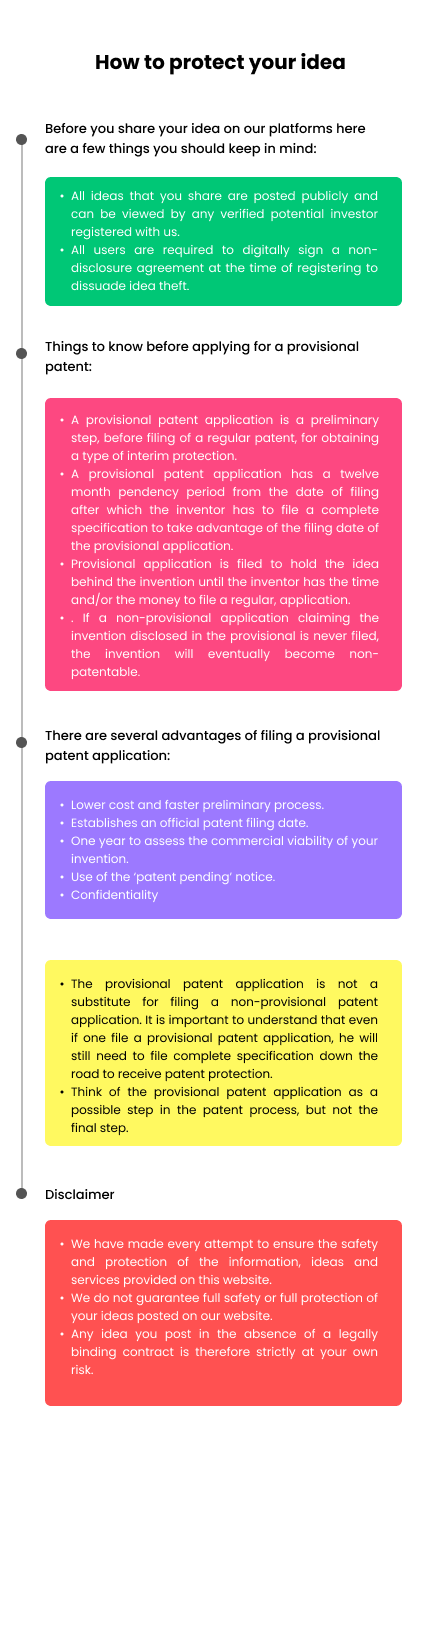 How to protect your idea
Before you share your idea on our platforms here
are a few things you should keep in mind:
• All ideas that you share are posted publicly and
can be viewed by any verified potential investor
registered with us.
• All users are required to digitally sign a non-
disclosure agreement at the time of registering to
dissuade idea theft.
Things to know before applying for a provisional
patent:
• A provisional patent application is a preliminary
step, before filing of a regular patent, for obtaining
a type of interim protection.
• A provisional patent application has a twelve
month pendency period from the date of filing
after which the inventor has to file a complete
specification to take advantage of the filing date of
the provisional application.
• Provisional application is filed to hold the idea
behind the invention until the inventor has the time
and/or the money to file a regular, application.
• . If a non-provisional application claiming the
invention disclosed in the provisional is never filed,
the invention will eventually become non-
patentable.
There are several advantages of filing a provisional
patent application:
• Lower cost and faster preliminary process.
• Establishes an official patent filing date.
• One year to assess the commercial viability of your
invention.
• Use of the ‘patent pending’ notice.
• Confidentiality
• The provisional patent application is not a
substitute for filing a non-provisional patent
application. It is important to understand that even
if one file a provisional patent application, he will
still need to file complete specification down the
road to receive patent protection.
• Think of the provisional patent application as a
possible step in the patent process, but not the
final step.
Disclaimer
• We have made every attempt to ensure the safety
and protection of the information, ideas and
services provided on this website.
• We do not guarantee full safety or full protection of
your ideas posted on our website.
• Any idea you post in the absence of a legally
binding contract is therefore strictly at your own
risk.